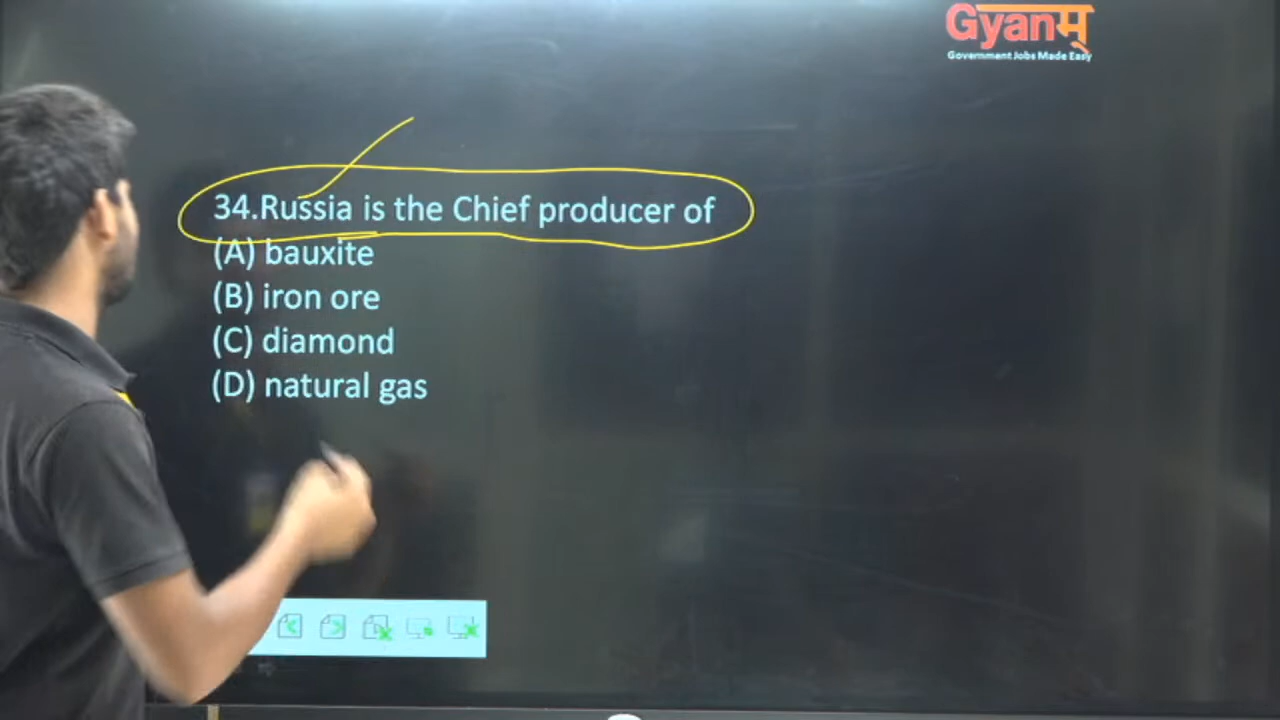 Gyanम्
Government Jobs Made Easy
34.Russia is the Chief producer of
(A) bauxite
(B) iron ore
(C) diamond
(D) natural gas